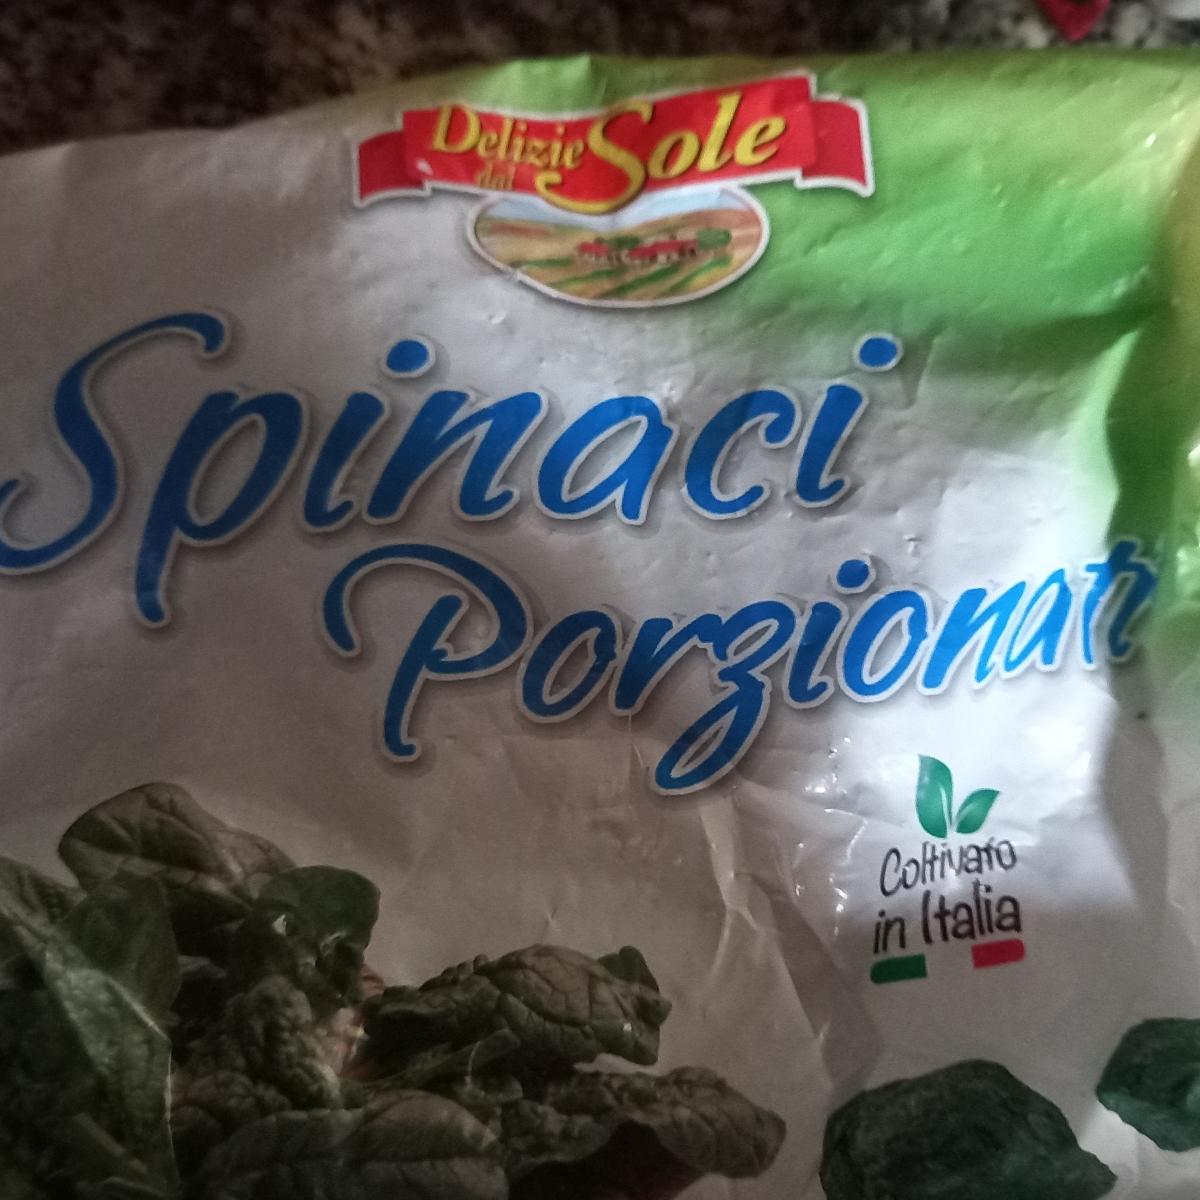 Delizie
dal Sole
Spinaci
Porzionati
Coltivato
in Italia